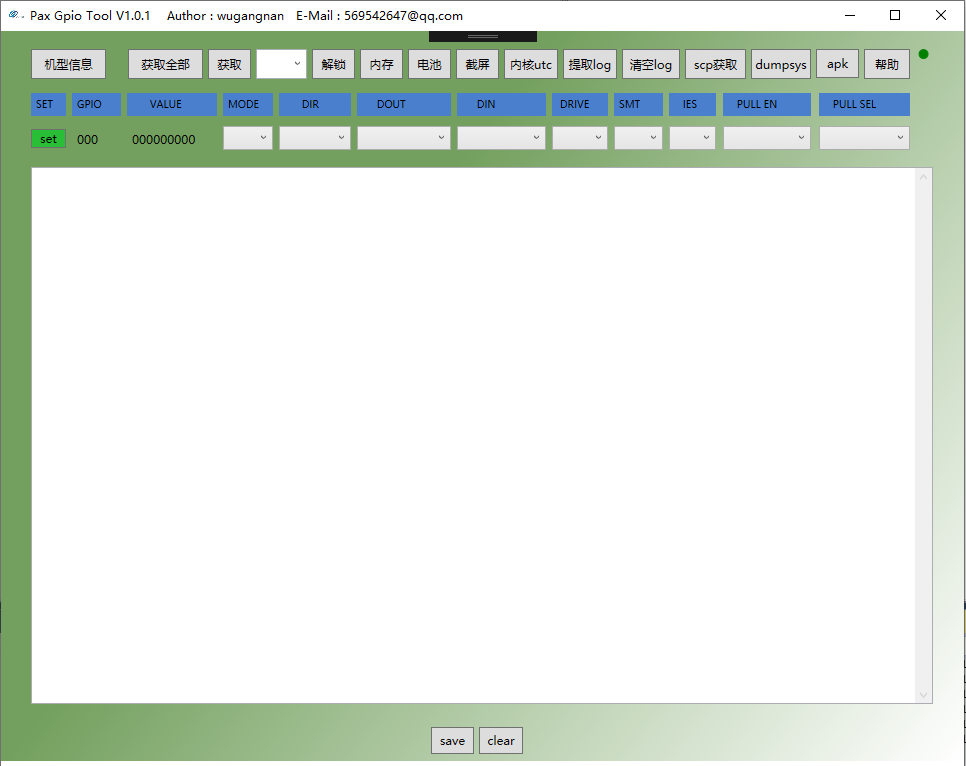 Pax Gpio Tool V1.0.1 Author : wugangnan E-Mail : 569542647@qq.com
机型信息 获取全部 获取 解锁 内存 电池 截屏 内核utc 提取log 清空log scp获取 dumpsys apk 帮助
SET GPIO VALUE MODE DIR DOUT DIN DRIVE SMT IES PULL EN PULL SEL
set 000 000000000
save clear